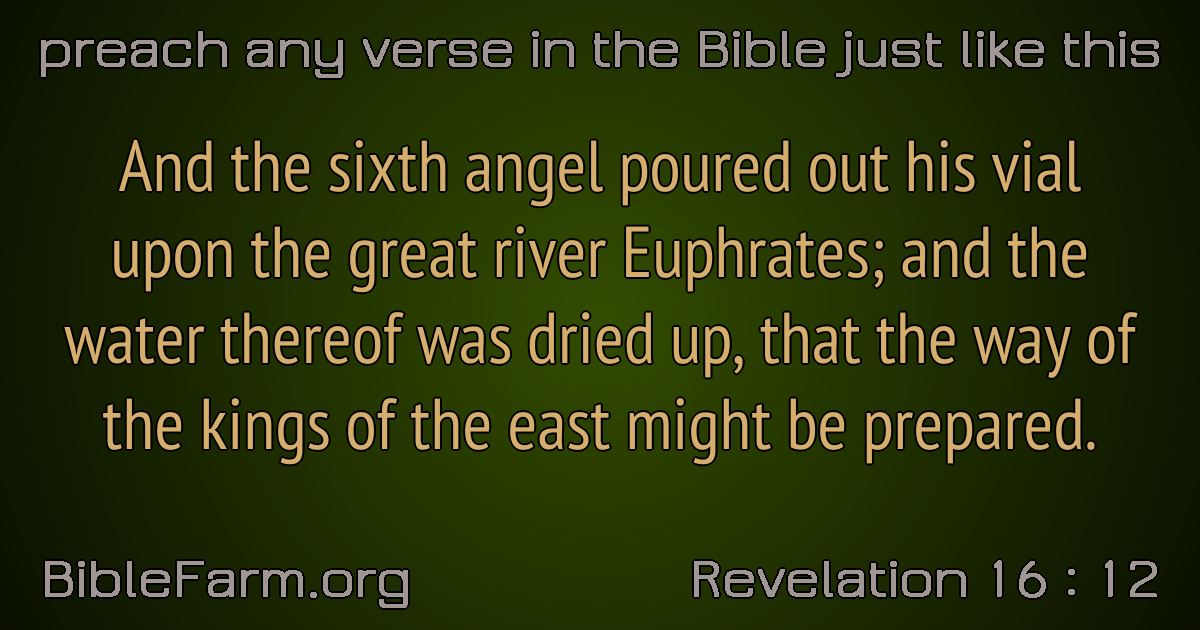 preach any verse in the Bible just like this
And the sixth angel poured out his vial
upon the great river Euphrates; and the
water thereof was dried up, that the way of
the kings of the east might be prepared.
BibleFarm.org
Revelation 16 : 12